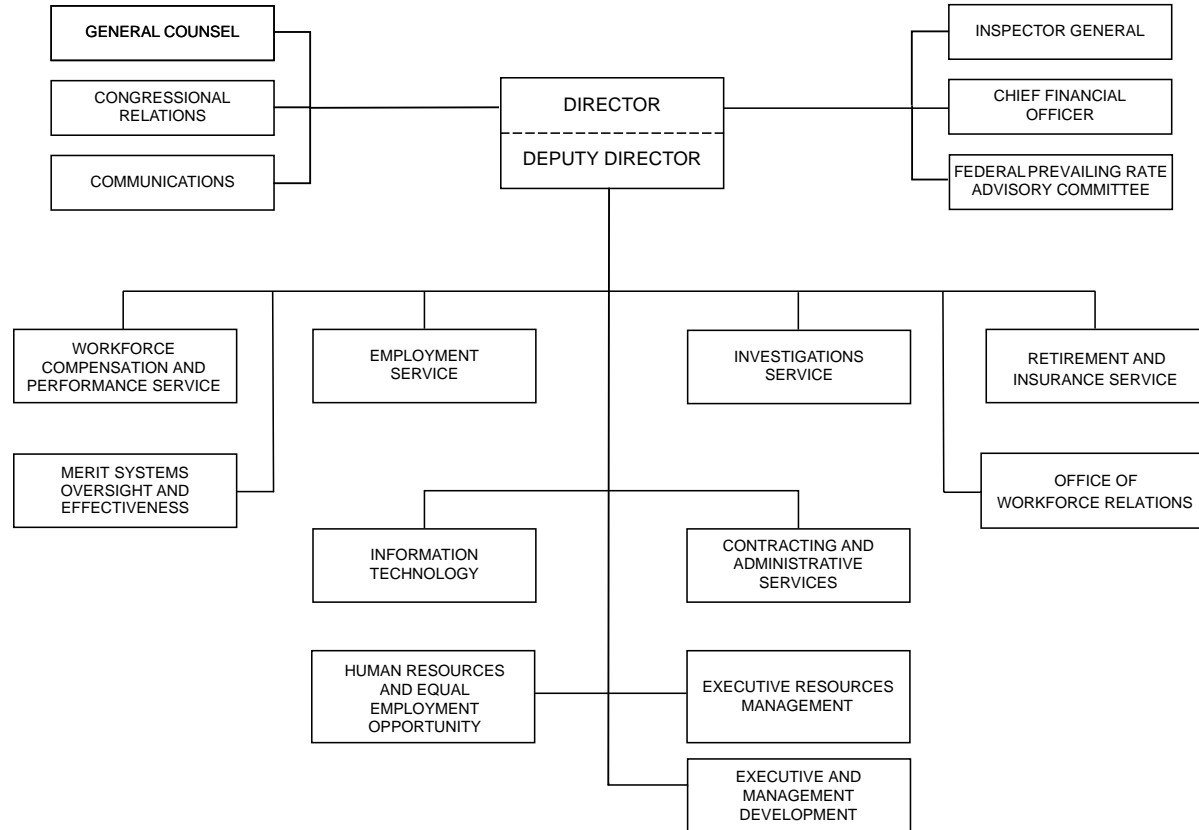 GENERAL COUNSEL
CONGRESSIONAL
RELATIONS
COMMUNICATIONS
DIRECTOR
DEPUTY DIRECTOR
INSPECTOR GENERAL
CHIEF FINANCIAL
OFFICER
FEDERAL PREVAILING RATE
ADVISORY COMMITTEE
WORKFORCE
COMPENSATION AND
PERFORMANCE SERVICE
EMPLOYMENT
SERVICE
INVESTIGATIONS
SERVICE
RETIREMENT AND
INSURANCE SERVICE
MERIT SYSTEMS
OVERSIGHT AND
EFFECTIVENESS
OFFICE OF
WORKFORCE RELATIONS
INFORMATION
TECHNOLOGY
CONTRACTING AND
ADMINISTRATIVE
SERVICES
HUMAN RESOURCES
AND EQUAL
EMPLOYMENT
OPPORTUNITY
EXECUTIVE RESOURCES
MANAGEMENT
EXECUTIVE AND
MANAGEMENT
DEVELOPMENT